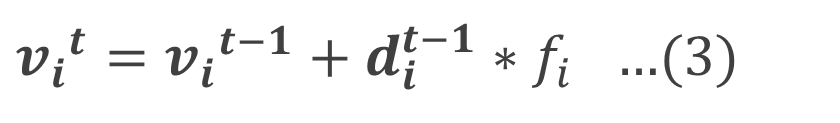 𝒗ᵢᵗ = 𝒗ᵢᵗ⁻¹ + 𝒅ᵢᵗ⁻¹ * 𝑓ᵢ …(3)